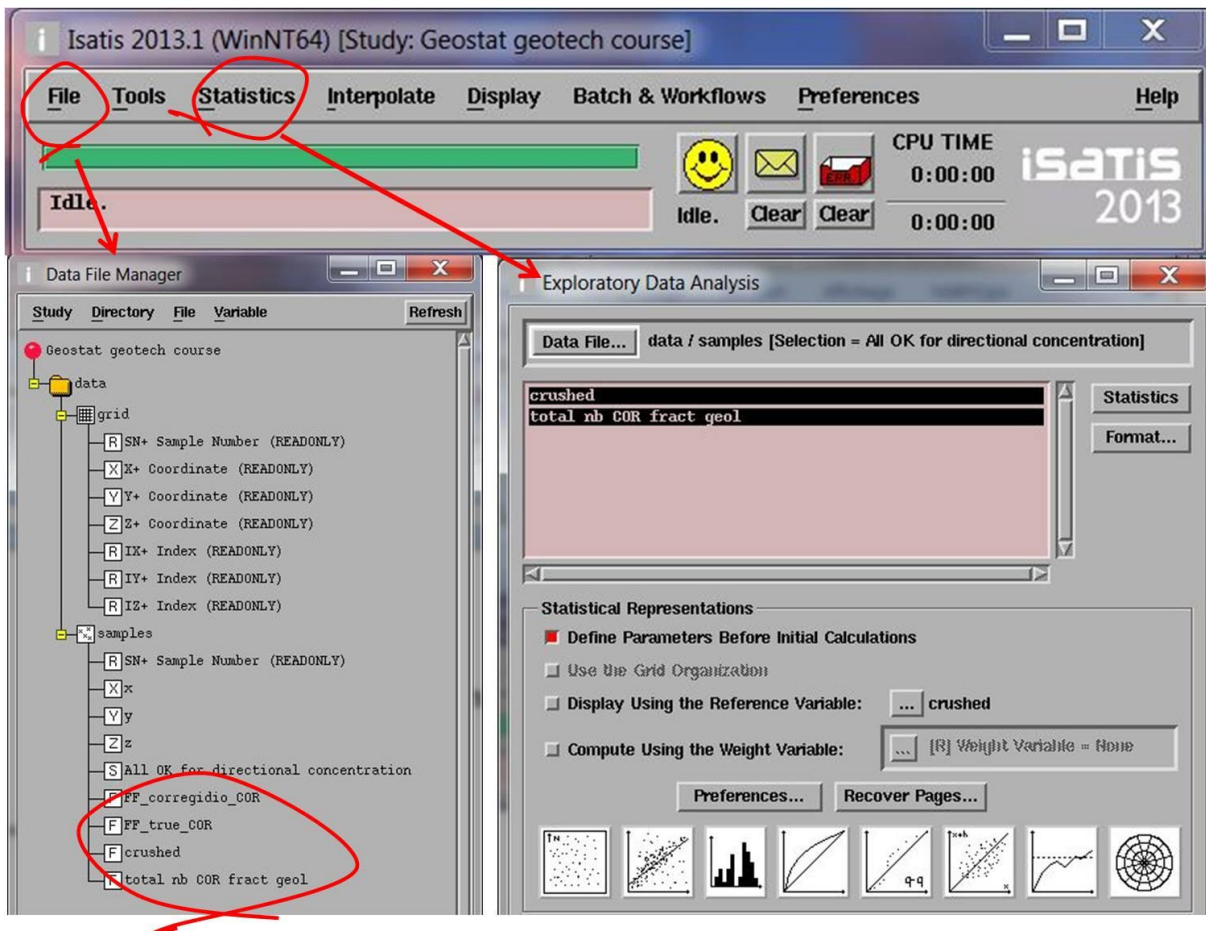 Isatis 2013.1 (WinNT64) [Study: Geostat geotech course]
File Tools Statistics Interpolate Display Batch & Workflows Preferences Help
CPU TIME
0:00:00
isatis
2013
Idle.
Idle. Clear Clear 0:00:00
ERR
Data File Manager
Study Directory File Variable Refresh
Geostat geotech course
data
grid
R SN+ Sample Number (READONLY)
X X+ Coordinate (READONLY)
Y Y+ Coordinate (READONLY)
Z Z+ Coordinate (READONLY)
R IX+ Index (READONLY)
R IY+ Index (READONLY)
R IZ+ Index (READONLY)
samples
R SN+ Sample Number (READONLY)
X x
Y y
Z z
S All OK for directional concentration
F FF_corregidio_COR
F FF_true_COR
F crushed
F total nb COR fract geol
Exploratory Data Analysis
Data File... data / samples [Selection = All OK for directional concentration]
crushed
total nb COR fract geol
Statistics
Format...
Statistical Representations
Define Parameters Before Initial Calculations
Use the Grid Organization
Display Using the Reference Variable: ... crushed
Compute Using the Weight Variable: ... [R] Weight Variable = None
Preferences... Recover Pages...
N
q-q
x+h
x